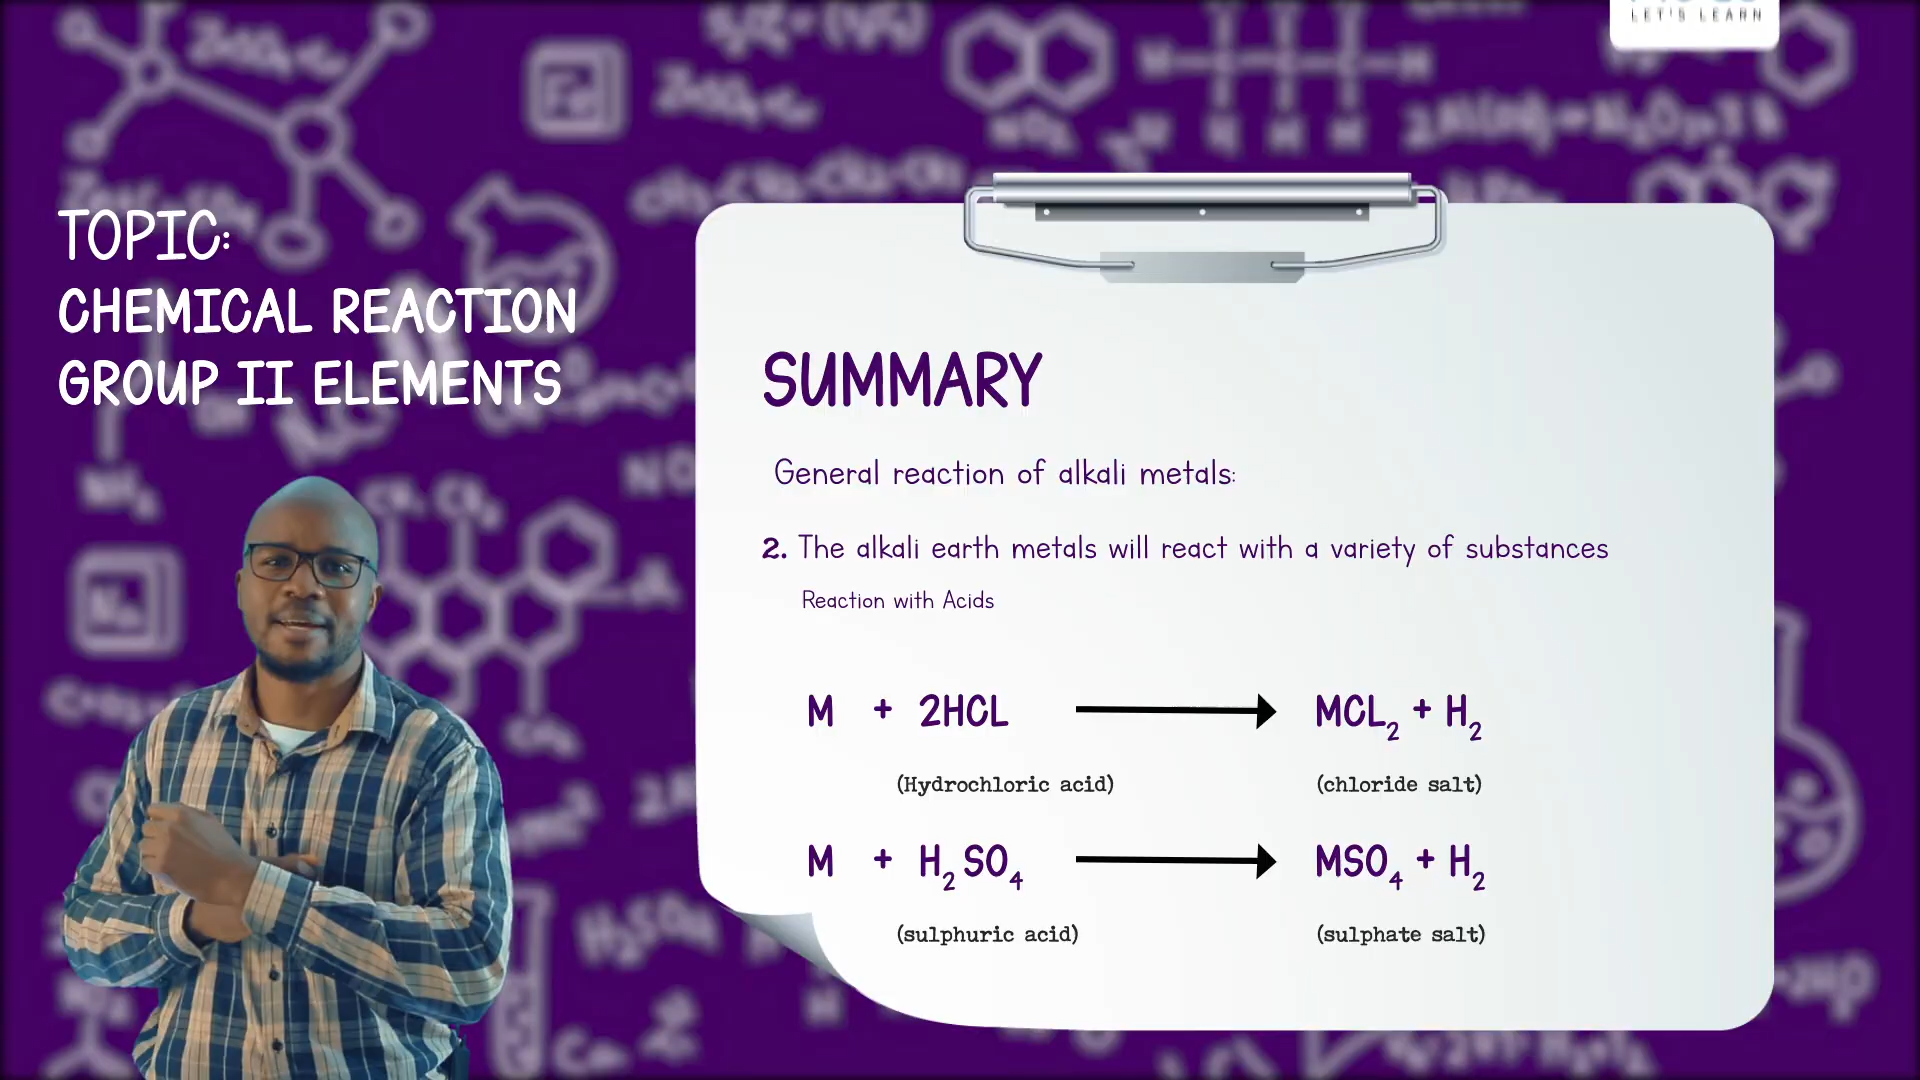 LET'S LEARN
TOPIC:
CHEMICAL REACTION
GROUP II ELEMENTS
SUMMARY
General reaction of alkali metals:
2. The alkali earth metals will react with a variety of substances
Reaction with Acids
M + 2HCL → MCL₂ + H₂
(Hydrochloric acid) (chloride salt)
M + H₂SO₄ → MSO₄ + H₂
(sulphuric acid) (sulphate salt)